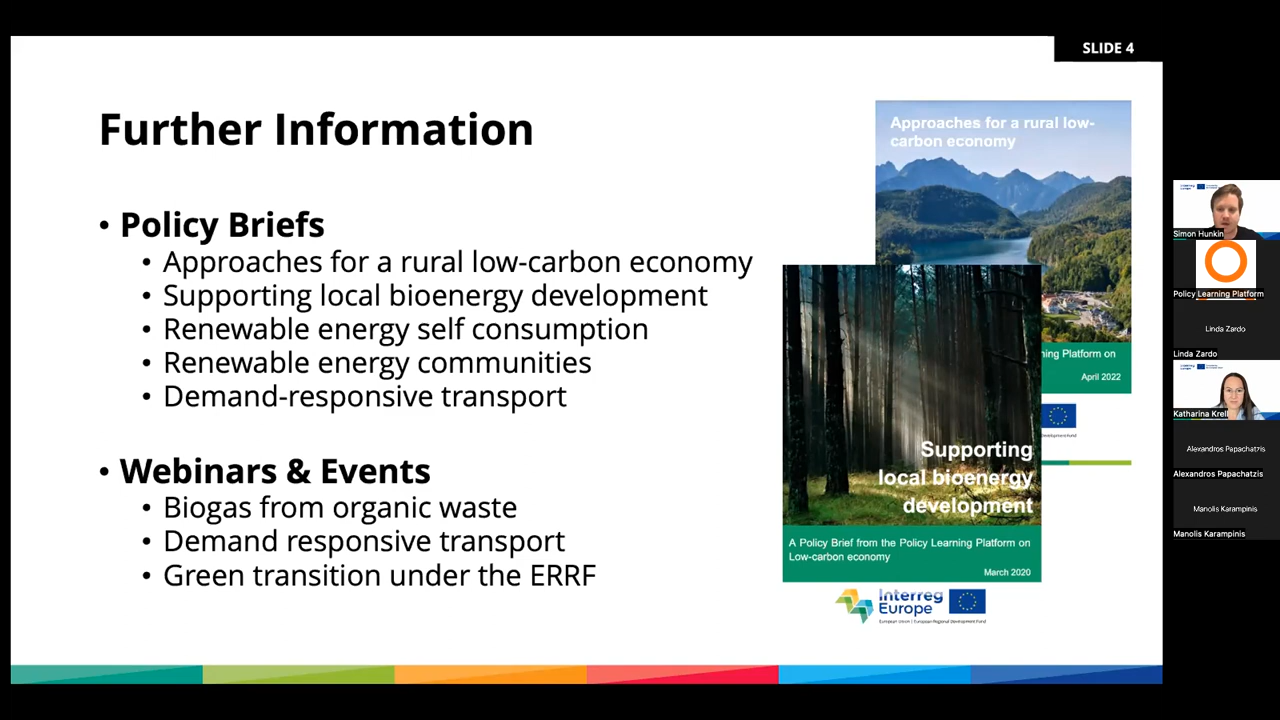 SLIDE 4
Further Information
• Policy Briefs
• Approaches for a rural low-carbon economy
• Supporting local bioenergy development
• Renewable energy self consumption
• Renewable energy communities
• Demand-responsive transport
• Webinars & Events
• Biogas from organic waste
• Demand responsive transport
• Green transition under the ERRF
Approaches for a rural low-
carbon economy
ning Platform on
April 2022
Supporting
local bioenergy
development
A Policy Brief from the Policy Learning Platform on
Low-carbon economy
March 2020
Interreg
Europe
European Union | European Regional Development Fund
Simon Hunkin
Policy Learning Platform
Linda Zardo
Linda Zardo
Katharina Krell
Alexandros Papachatzis
Alexandros Papachatzis
Manolis Karampinis
Manolis Karampinis